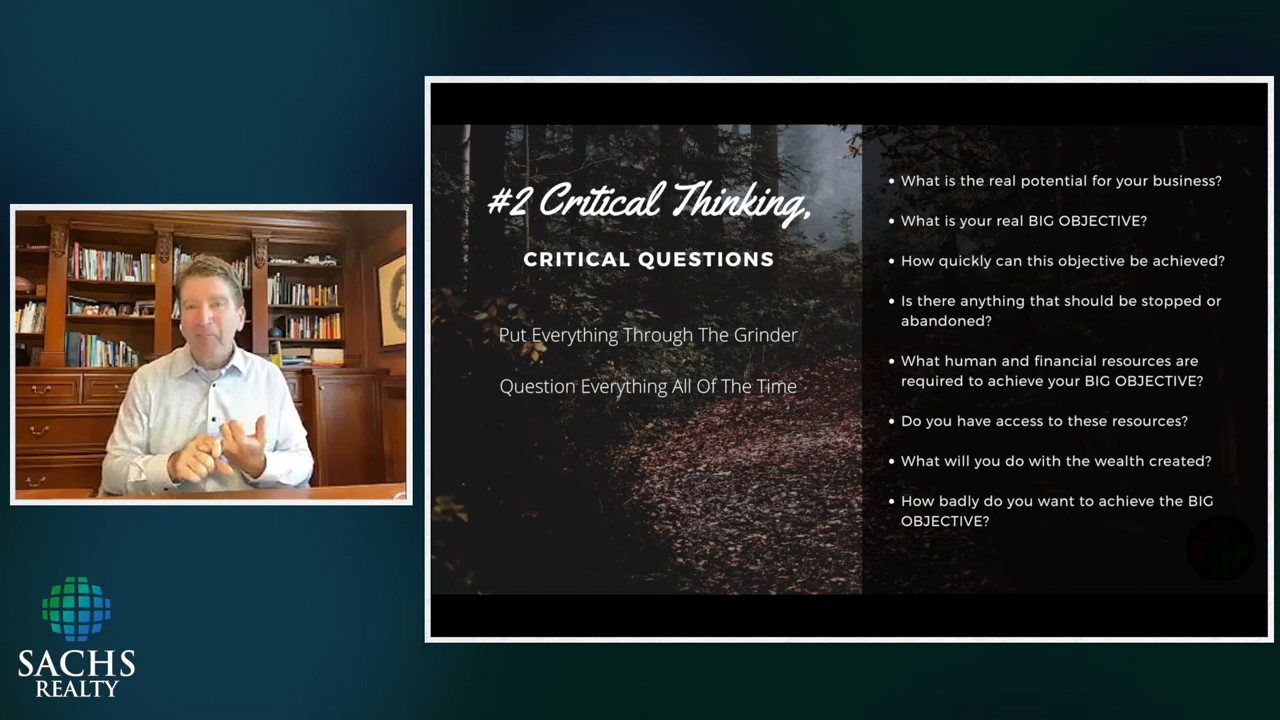 #2 Critical Thinking,
CRITICAL QUESTIONS
Put Everything Through The Grinder
Question Everything All Of The Time
• What is the real potential for your business?
• What is your real BIG OBJECTIVE?
• How quickly can this objective be achieved?
• Is there anything that should be stopped or
abandoned?
• What human and financial resources are
required to achieve your BIG OBJECTIVE?
• Do you have access to these resources?
• What will you do with the wealth created?
• How badly do you want to achieve the BIG
OBJECTIVE?
SACHS
REALTY